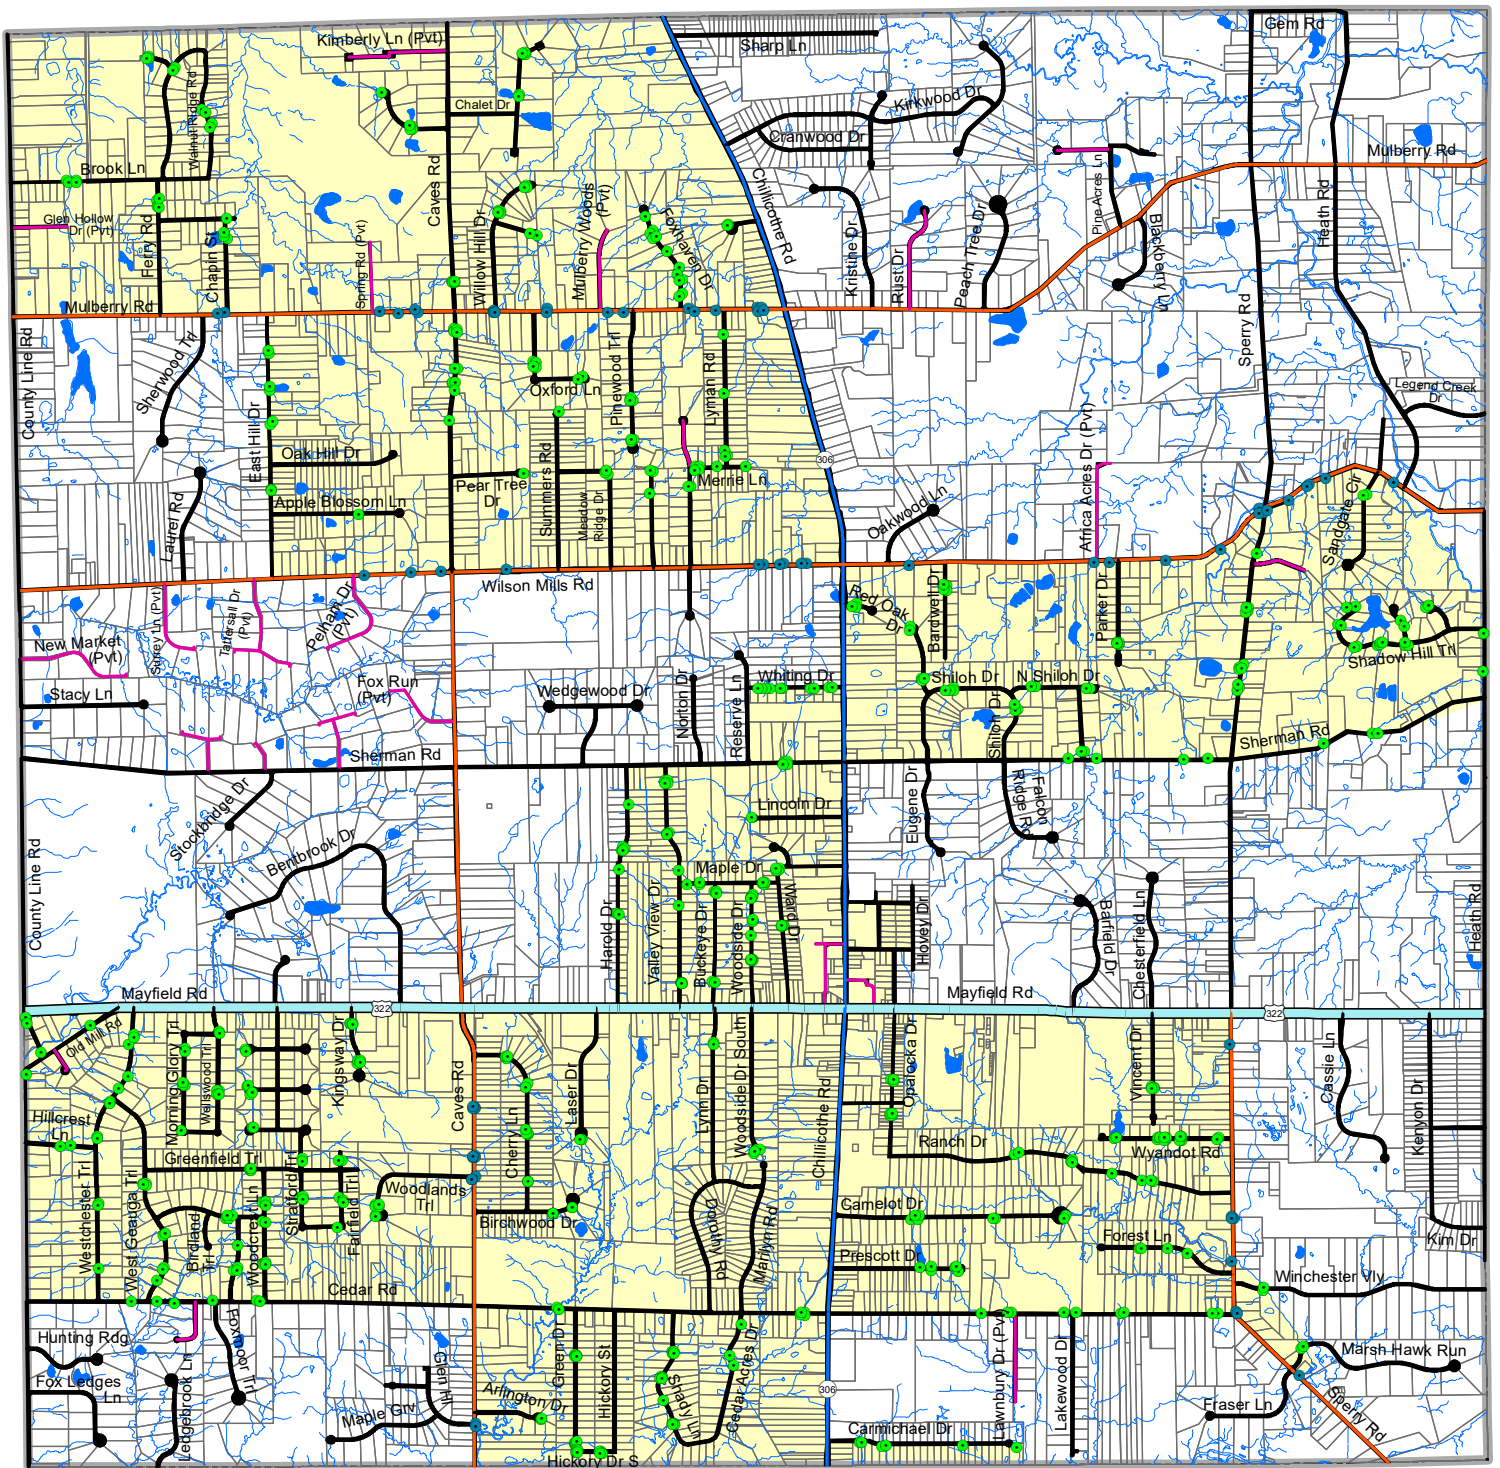 Gem Rd
Kimberly Ln (Pvt)
Sharp Ln
Walnut Ridge Rd
Chalet Dr
Kirkwood Dr
Cranwood Dr
Mulberry Rd
Brook Ln
Caves Rd
Chillicothe Rd
Pine Acres Ln
Heath Rd
Glen Hollow
Dr (Pvt)
Ferry Rd
Chapin St
Spring Rd (Pvt)
Willow Hill Dr
Mulberry Woods
(Pvt)
Foxhaven Dr
Kristine Dr
Rust Dr
Peach Tree Dr
Blackberry Ln
Mulberry Rd
County Line Rd
Sherwood Trl
Sperry Rd
East Hill Dr
Oxford Ln
Pinewood Trl
Lyman Rd
Legend Creek
Dr
Oak Hill Dr
306
Apple Blossom Ln
Pear Tree
Dr
Summers Rd
Meadow
Ridge Dr
Merrie Ln
Laurel Rd
Oakwood Ln
Africa Acres Dr (Pvt)
Sandgate Cir
Wilson Mills Rd
Surrey Ln (Pvt)
Tattersall Dr
(Pvt)
Pelham Dr
(Pvt)
Red Oak
Dr
Bardwell Dr
Parker Dr
New Market
(Pvt)
Shadow Hill Trl
Fox Run
(Pvt)
Stacy Ln
Wedgewood Dr
Norton Dr
Reserve Ln
Whiting Dr
Shiloh Dr
N Shiloh Dr
Shiloh Dr
Sherman Rd
Sherman Rd
Stockbridge Dr
Bentbrook Dr
Lincoln Dr
Eugene Dr
Falcon
Ridge Rd
Maple Dr
County Line Rd
Harold Dr
Valley View Dr
Buckeye Dr
Woodside Dr
Ward Dr
Hovey Dr
Barfield Dr
Chesterfield Ln
Heath Rd
Mayfield Rd
322
Mayfield Rd
322
Old Mill Rd
Morning Glory Trl
Wellswood Trl
Kingsway Dr
Caves Rd
Cherry Ln
Laser Dr
Lynn Dr
Woodside Dr South
Chillicothe Rd
Opalocka Dr
Vincent Dr
Cassie Ln
Kenyon Dr
Hillcrest
Ln
Greenfield Trl
Ranch Dr
Wyandot Rd
Westchester Trl
West Geauga Trl
Birdland
Trl
Woodcrest Ln
Stratford Trl
Fairfield Trl
Woodlands
Trl
Birchwood Dr
Dorothy Rd
Marilyn Rd
Camelot Dr
Prescott Dr
Forest Ln
Kim Dr
Cedar Rd
Winchester Vly
Hunting Rdg
Fox Ledges
Ln
Ledgebrook Ln
Foxmoor Trl
Maple Grv
Glen Hl
Arlington Dr
Green Dr
Hickory St
Hickory Dr S
Shady Ln
Cedar Acres Dr
306
Carmichael Dr
Lawnbury Dr (Pvt)
Lakewood Dr
Marsh Hawk Run
Fraser Ln
Sperry Rd